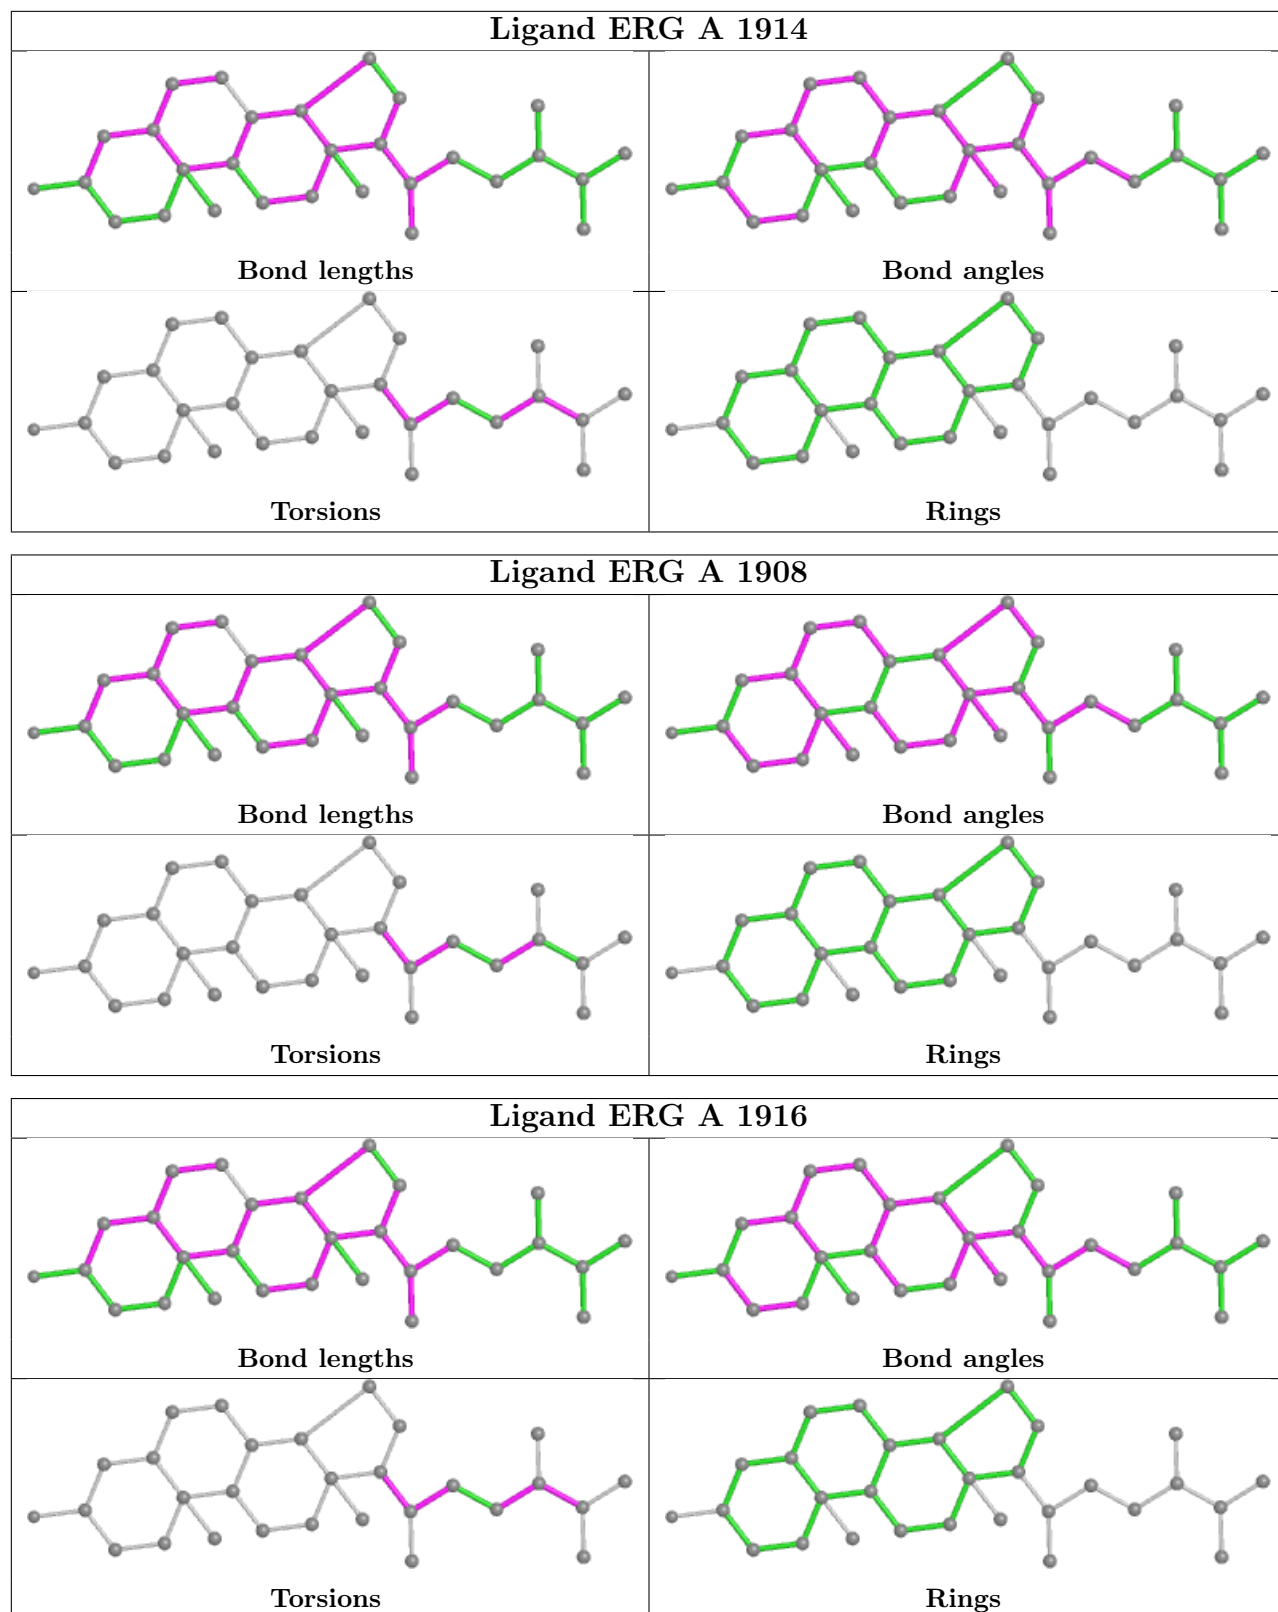 Ligand ERG A 1914
Bond lengths
Bond angles
Torsions
Rings
Ligand ERG A 1908
Bond lengths
Bond angles
Torsions
Rings
Ligand ERG A 1916
Bond lengths
Bond angles
Torsions
Rings